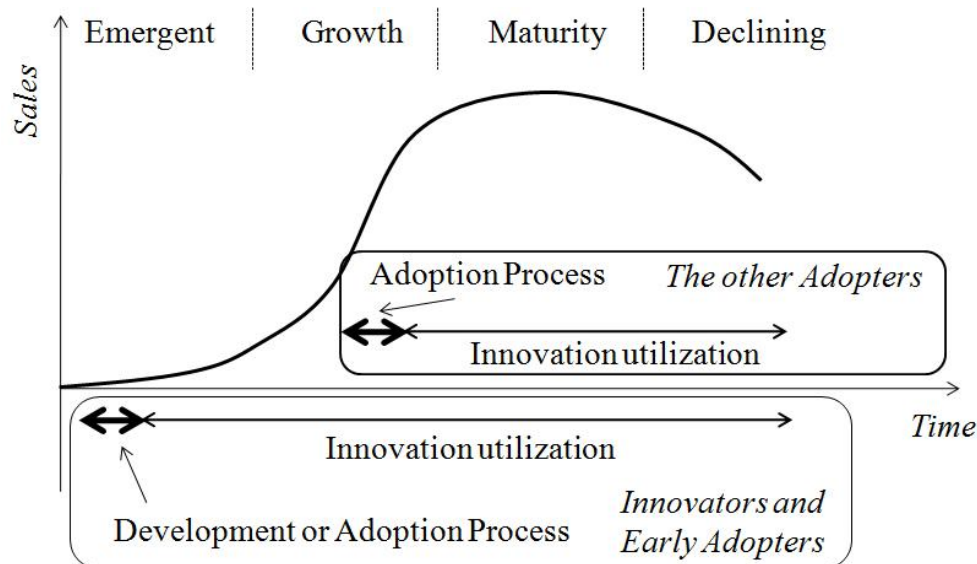 Emergent
Growth
Maturity
Declining
Sales
Adoption Process
The other Adopters
Innovation utilization
Time
Innovation utilization
Innovators and
Early Adopters
Development or Adoption Process